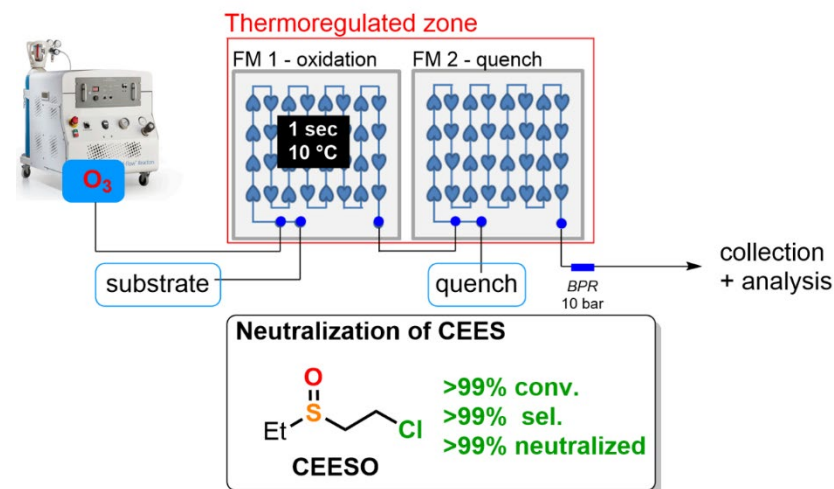 Thermoregulated zone
FM 1 - oxidation
FM 2 - quench
1 sec
10 °C
O3
substrate
quench
BPR
10 bar
collection
+ analysis
Neutralization of CEES
O
S
Et
Cl
CEESO
>99% conv.
>99% sel.
>99% neutralized